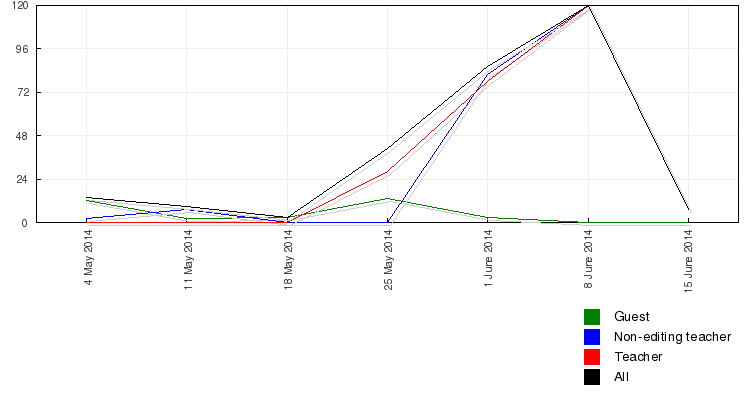 120
96
72
48
24
0
4 May 2014
11 May 2014
18 May 2014
25 May 2014
1 June 2014
8 June 2014
15 June 2014
Guest
Non-editing teacher
Teacher
All